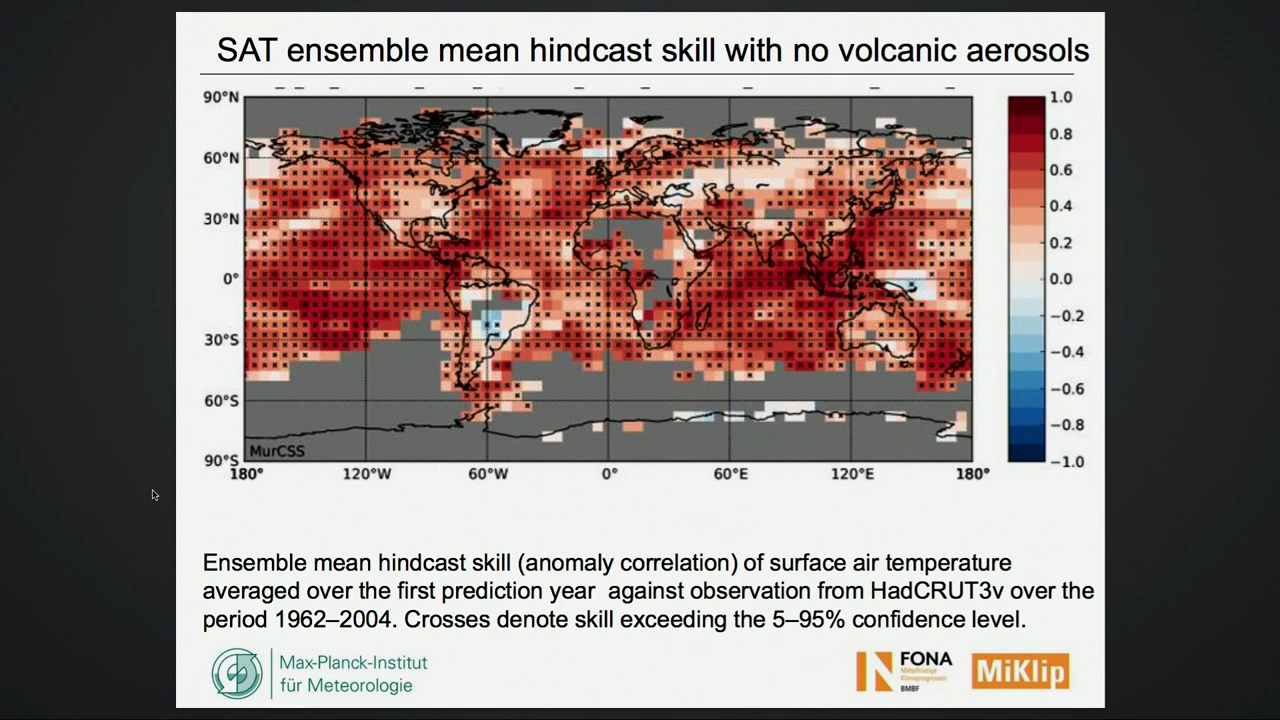 SAT ensemble mean hindcast skill with no volcanic aerosols
90°N
60°N
30°N
0°
30°S
60°S
90°S
MurCSS
180°
120°W
60°W
0°
60°E
120°E
180°
1.0
0.8
0.6
0.4
0.2
0.0
−0.2
−0.4
−0.6
−0.8
−1.0
Ensemble mean hindcast skill (anomaly correlation) of surface air temperature
averaged over the first prediction year against observation from HadCRUT3v over the
period 1962–2004. Crosses denote skill exceeding the 5–95% confidence level.
Max-Planck-Institut
für Meteorologie
FONA
Mittelfristige
Klimaprognosen
BMBF
MiKlip